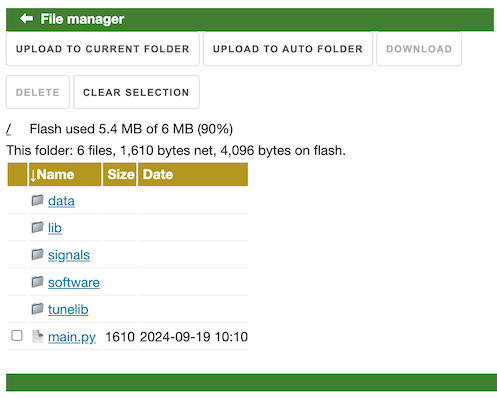 ← File manager
UPLOAD TO CURRENT FOLDER UPLOAD TO AUTO FOLDER DOWNLOAD
DELETE CLEAR SELECTION
/ Flash used 5.4 MB of 6 MB (90%)
This folder: 6 files, 1,610 bytes net, 4,096 bytes on flash.
↓Name Size Date
data
lib
signals
software
tunelib
main.py 1610 2024-09-19 10:10